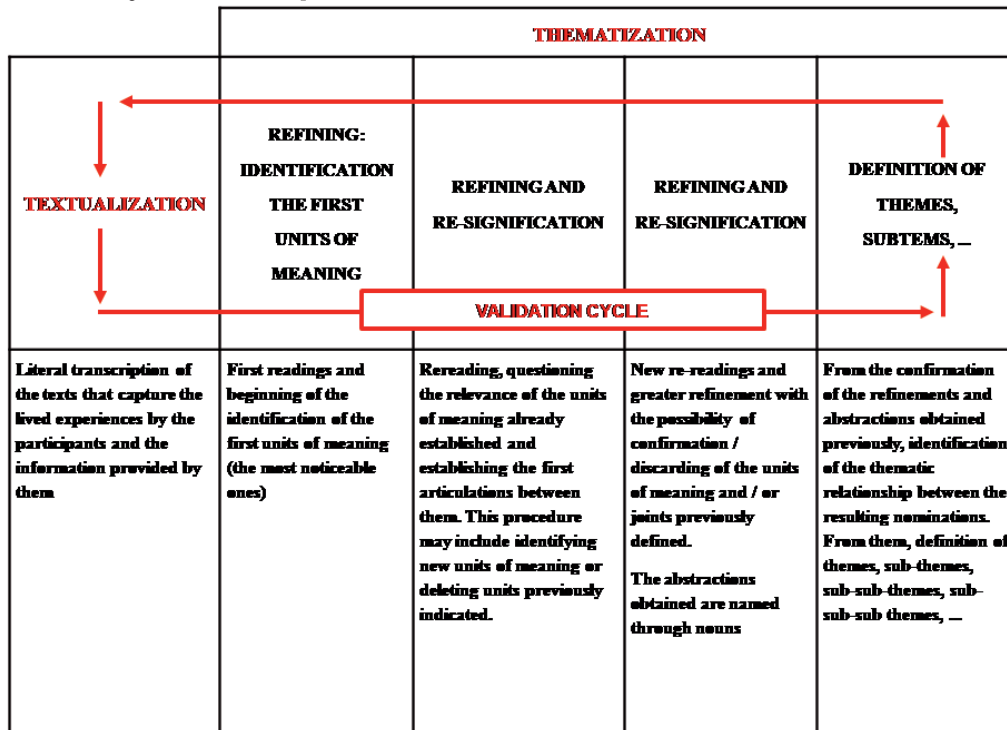 THEMATIZATION
TEXTUALIZATION
REFINING:
IDENTIFICATION
THE FIRST
UNITS OF
MEANING
REFINING AND
RE-SIGNIFICATION
REFINING AND
RE-SIGNIFICATION
DEFINITION OF
THEMES,
SUBTEMS, ...
VALIDATION CYCLE
Literal transcription of
the texts that capture the
lived experiences by the
participants and the
information provided by
them
First readings and
beginning of the
identification of the
first units of meaning
(the most noticeable
ones)
Rereading, questioning
the relevance of the units
of meaning already
established and
establishing the first
articulations between
them. This procedure
may include identifying
new units of meaning or
deleting units previously
indicated.
New re-readings and
greater refinement with
the possibility of
confirmation /
discarding of the units
of meaning and / or
joints previously
defined.
The abstractions
obtained are named
through nouns
From the confirmation
of the refinements and
abstractions obtained
previously, identification
of the thematic
relationship between the
resulting nominations.
From them, definition of
themes, sub-themes,
sub-sub-themes, sub-
sub-sub themes, ...